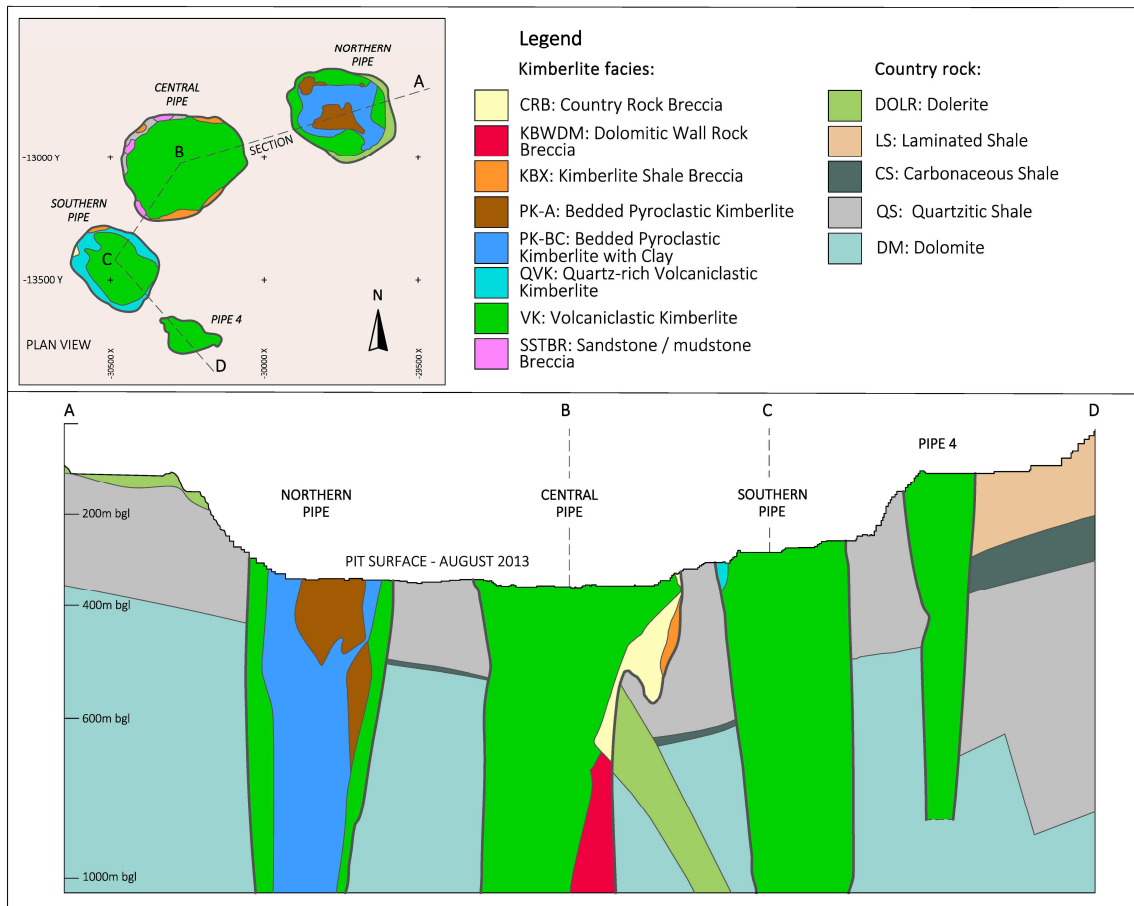 NORTHERN
PIPE
A
CENTRAL
PIPE
B
SECTION
-13000 Y
SOUTHERN
PIPE
C
-13500 Y
PIPE 4
N
D
PLAN VIEW
-30500 X
-30000 X
-29500 X
Legend
Kimberlite facies:
CRB: Country Rock Breccia
KBWDM: Dolomitic Wall Rock
Breccia
KBX: Kimberlite Shale Breccia
PK-A: Bedded Pyroclastic Kimberlite
PK-BC: Bedded Pyroclastic
Kimberlite with Clay
QVK: Quartz-rich Volcaniclastic
Kimberlite
VK: Volcaniclastic Kimberlite
SSTBR: Sandstone / mudstone
Breccia
Country rock:
DOLR: Dolerite
LS: Laminated Shale
CS: Carbonaceous Shale
QS: Quartzitic Shale
DM: Dolomite
A
B
C
D
PIPE 4
NORTHERN
PIPE
CENTRAL
PIPE
SOUTHERN
PIPE
200m bgl
PIT SURFACE - AUGUST 2013
400m bgl
600m bgl
1000m bgl